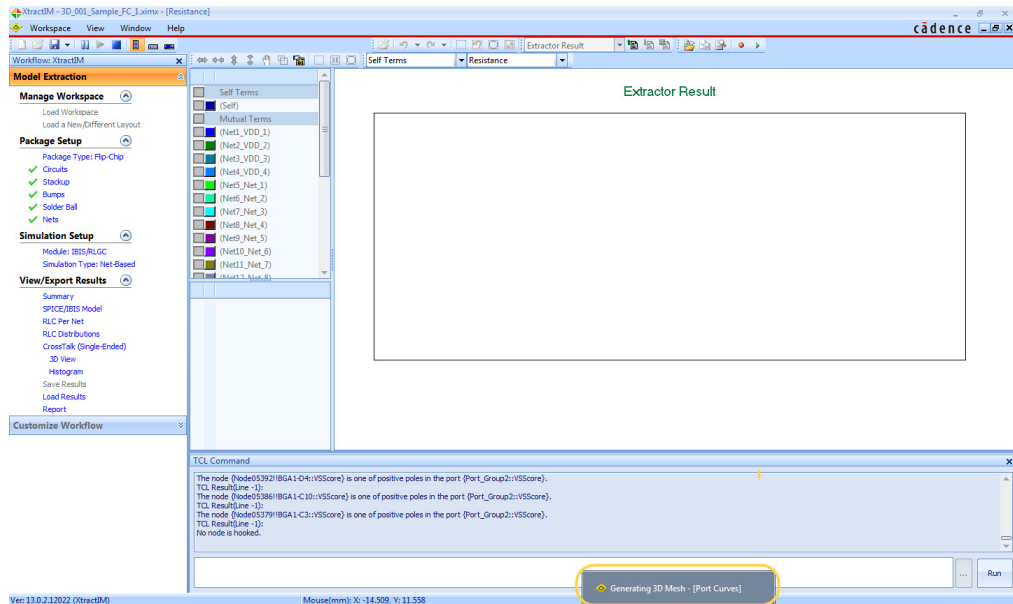 XtractIM - 3D_001_Sample_FC_1.ximx - [Resistance]
Workspace View Window Help
cādence
Extractor Result
Workflow: XtractIM
Self Terms
Resistance
Model Extraction
Manage Workspace
Load Workspace
Load a New/Different Layout
Package Setup
Package Type: Flip-Chip
Circuits
Stackup
Bumps
Solder Ball
Nets
Simulation Setup
Module: IBIS/RLGC
Simulation Type: Net-Based
View/Export Results
Summary
SPICE/IBIS Model
RLC Per Net
RLC Distributions
CrossTalk (Single-Ended)
3D View
Histogram
Save Results
Load Results
Report
Customize Workflow
Self Terms
(Self)
Mutual Terms
(Net1_VDD_1)
(Net2_VDD_2)
(Net3_VDD_3)
(Net4_VDD_4)
(Net5_Net_1)
(Net6_Net_2)
(Net7_Net_3)
(Net8_Net_4)
(Net9_Net_5)
(Net10_Net_6)
(Net11_Net_7)
(Net12_Net_8)
Extractor Result
TCL Command
The node {Node05392!!BGA1-D4::VSScore} is one of positive poles in the port {Port_Group2::VSScore}.
TCL Result(Line -1):
The node {Node05386!!BGA1-C10::VSScore} is one of positive poles in the port {Port_Group2::VSScore}.
TCL Result(Line -1):
The node {Node05379!!BGA1-C3::VSScore} is one of positive poles in the port {Port_Group2::VSScore}.
TCL Result(Line -1):
No node is hooked.
... Run
Generating 3D Mesh - [Port Curves]
Ver: 13.0.2.12022 (XtractIM)
Mouse(mm): X: -14.509, Y: 11.558